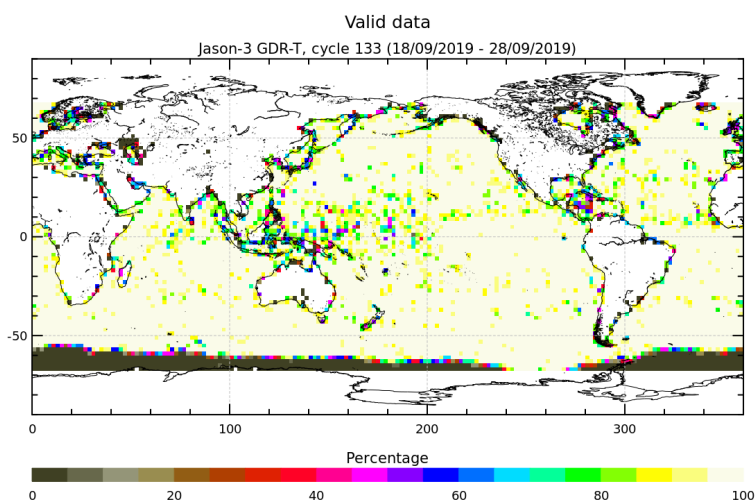 Valid data
Jason-3 GDR-T, cycle 133 (18/09/2019 - 28/09/2019)
50
0
-50
0 100 200 300
Percentage
0 20 40 60 80 100